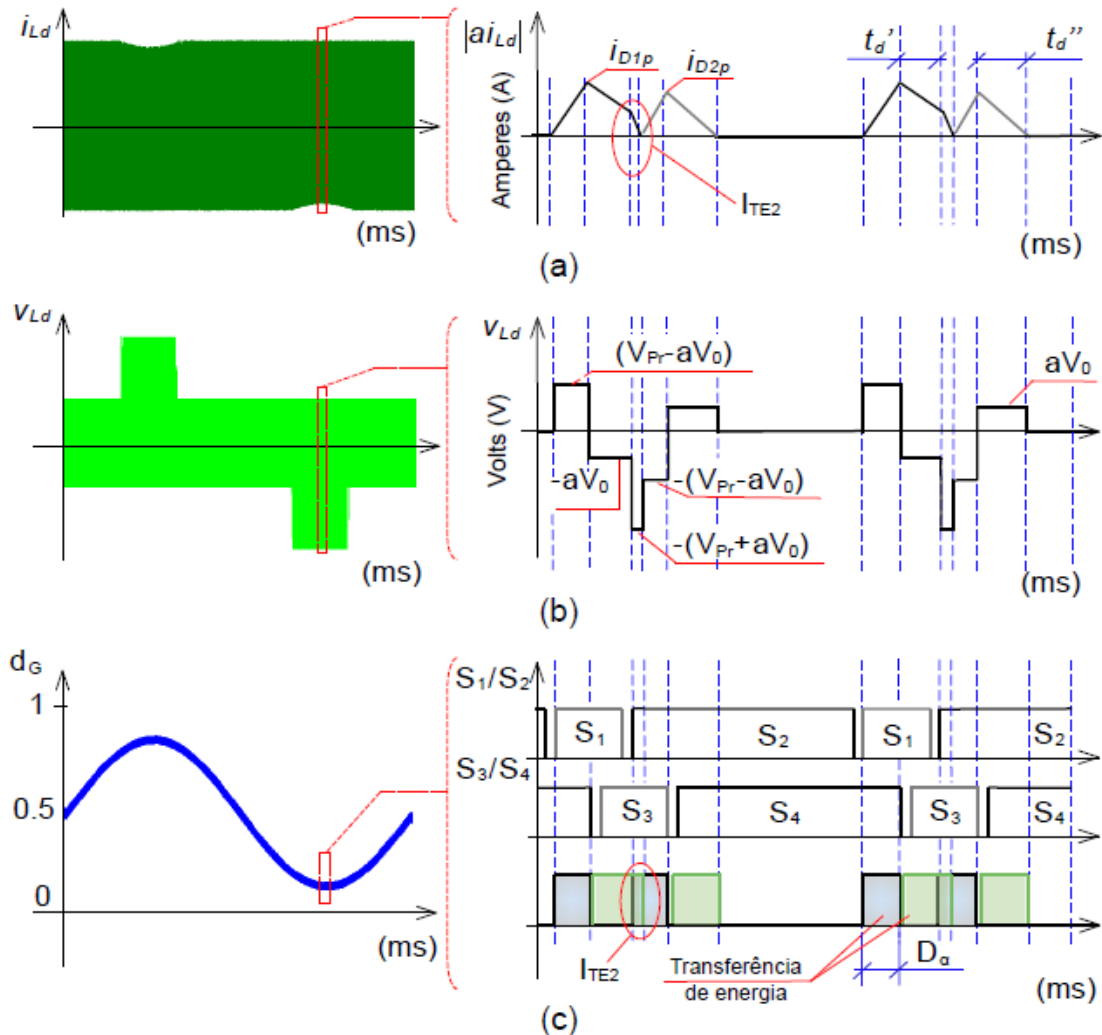 i_Ld
(ms)
|ai_Ld|
Amperes (A)
i_D1p
i_D2p
t_d'
t_d''
I_TE2
(ms)
(a)
v_Ld
(ms)
v_Ld
Volts (V)
(V_Pr-aV_0)
aV_0
-aV_0
-(V_Pr-aV_0)
-(V_Pr+aV_0)
(ms)
(b)
d_G
1
0.5
0
(ms)
S_1/S_2
S_1
S_2
S_1
S_2
S_3/S_4
S_3
S_4
S_3
S_4
I_TE2
Transferência
de energia
D_α
(ms)
(c)